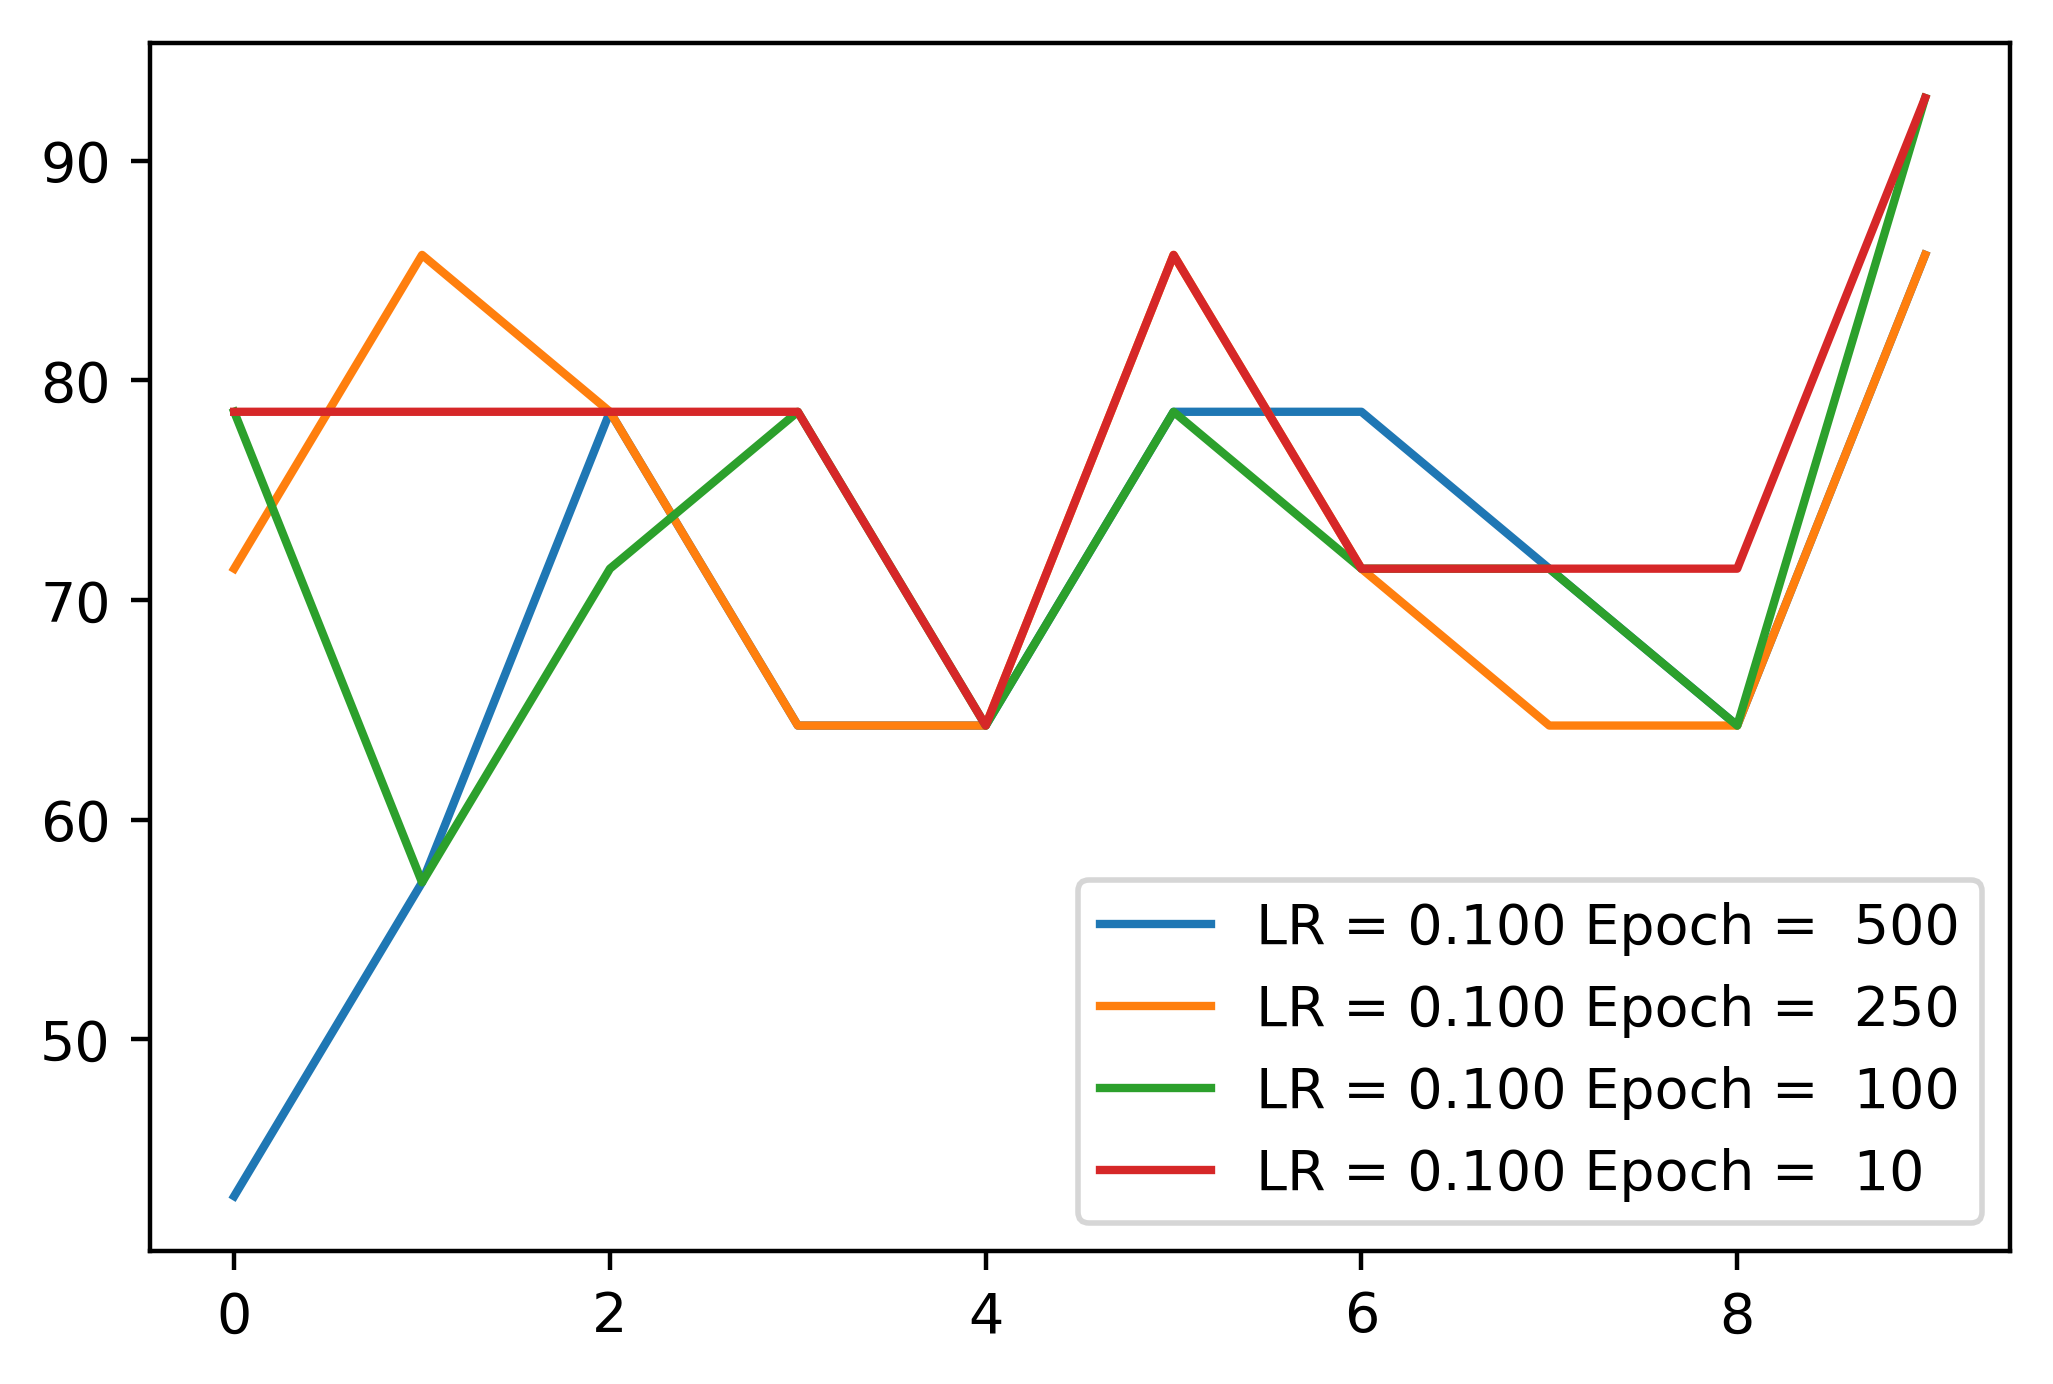 90
80
70
60
50
0 2 4 6 8
LR = 0.100 Epoch =  500
LR = 0.100 Epoch =  250
LR = 0.100 Epoch =  100
LR = 0.100 Epoch =  10